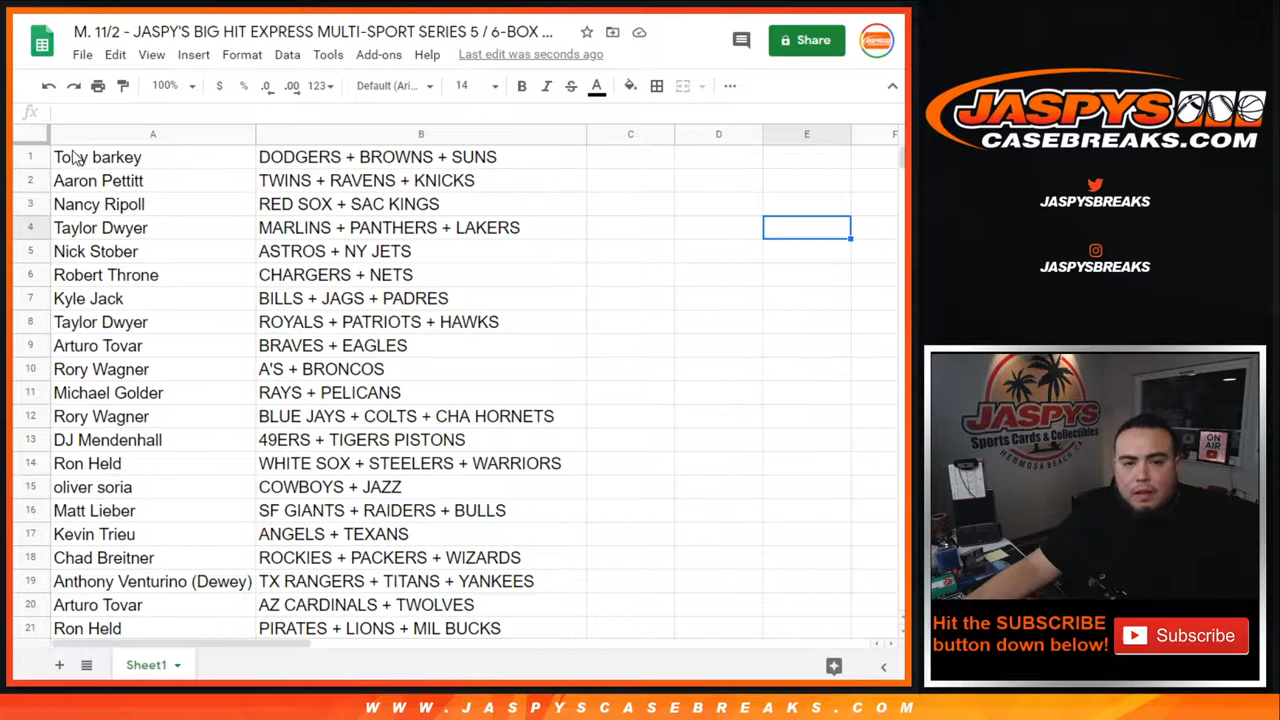 M. 11/2 - JASPY'S BIG HIT EXPRESS MULTI-SPORT SERIES 5 / 6-BOX ...
File Edit View Insert Format Data Tools Add-ons Help Last edit was seconds ago
Share
100% $ % .0 .00 123 Default (Ari... 14 B I S A ...
fx
A B C D E F
1 Tony barkey DODGERS + BROWNS + SUNS
2 Aaron Pettitt TWINS + RAVENS + KNICKS
3 Nancy Ripoll RED SOX + SAC KINGS
4 Taylor Dwyer MARLINS + PANTHERS + LAKERS
5 Nick Stober ASTROS + NY JETS
6 Robert Throne CHARGERS + NETS
7 Kyle Jack BILLS + JAGS + PADRES
8 Taylor Dwyer ROYALS + PATRIOTS + HAWKS
9 Arturo Tovar BRAVES + EAGLES
10 Rory Wagner A'S + BRONCOS
11 Michael Golder RAYS + PELICANS
12 Rory Wagner BLUE JAYS + COLTS + CHA HORNETS
13 DJ Mendenhall 49ERS + TIGERS PISTONS
14 Ron Held WHITE SOX + STEELERS + WARRIORS
15 oliver soria COWBOYS + JAZZ
16 Matt Lieber SF GIANTS + RAIDERS + BULLS
17 Kevin Trieu ANGELS + TEXANS
18 Chad Breitner ROCKIES + PACKERS + WIZARDS
19 Anthony Venturino (Dewey) TX RANGERS + TITANS + YANKEES
20 Arturo Tovar AZ CARDINALS + TWOLVES
21 Ron Held PIRATES + LIONS + MIL BUCKS
Sheet1
JASPYS
CASEBREAKS.COM
JASPYSBREAKS
JASPYSBREAKS
JASPYS
Sports Cards & Collectibles
HERMOSA BEACH, CA
ON AIR
Hit the SUBSCRIBE
button down below!
Subscribe
WWW.JASPYSCASEBREAKS.COM